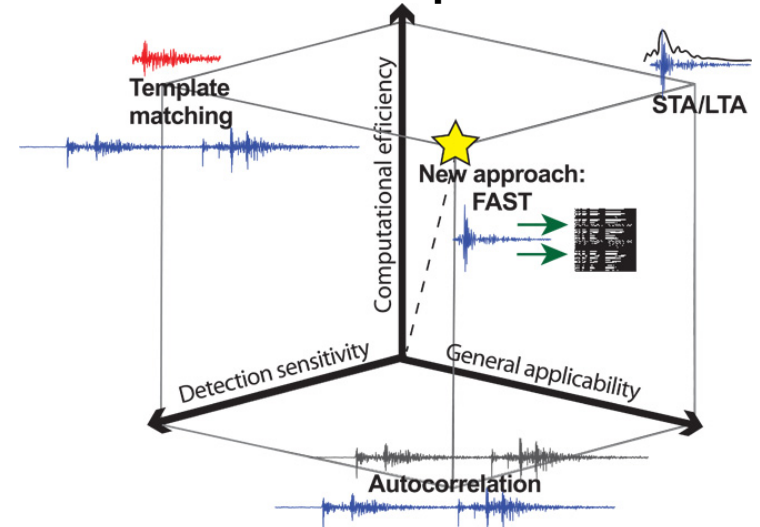 Template
matching
STA/LTA
Computational efficiency
New approach:
FAST
Detection sensitivity
General applicability
Autocorrelation